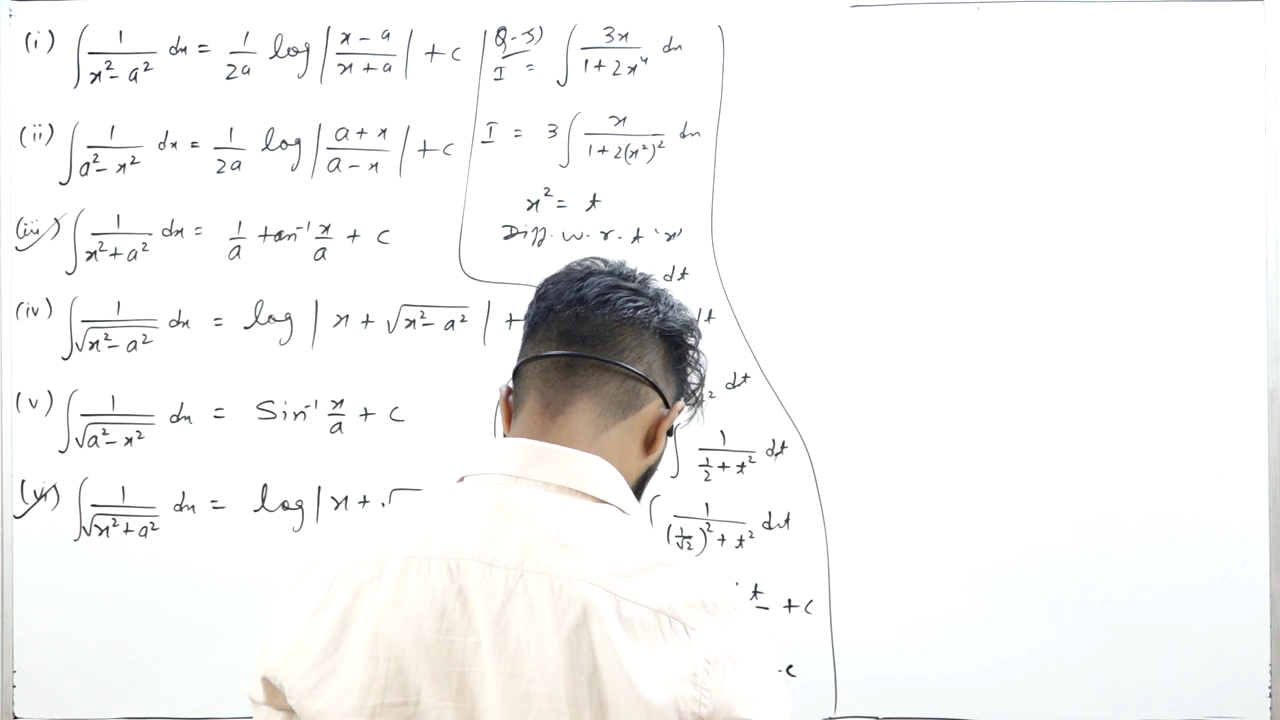 (i) ∫ 1/(x² - a²) dx = 1/2a log | (x - a)/(x + a) | + c
(ii) ∫ 1/(a² - x²) dx = 1/2a log | (a + x)/(a - x) | + c
(iii) ∫ 1/(x² + a²) dx = 1/a tan⁻¹ x/a + c
(iv) ∫ 1/√(x² - a²) dx = log | x + √(x² - a²) | +
(v) ∫ 1/√(a² - x²) dx = Sin⁻¹ x/a + c
(vi) ∫ 1/√(x² + a²) dx = log | x + √
Q-5)
I = ∫ 3x/(1 + 2x⁴) dx
I = 3 ∫ x/(1 + 2(x²)²) dx
x² = t
Diff. w. r. t 'x'
dt
dt
2 dt
∫ 1/(1/2 + t²) dt
∫ 1/((1/√2)² + t²) dt
t + c
c